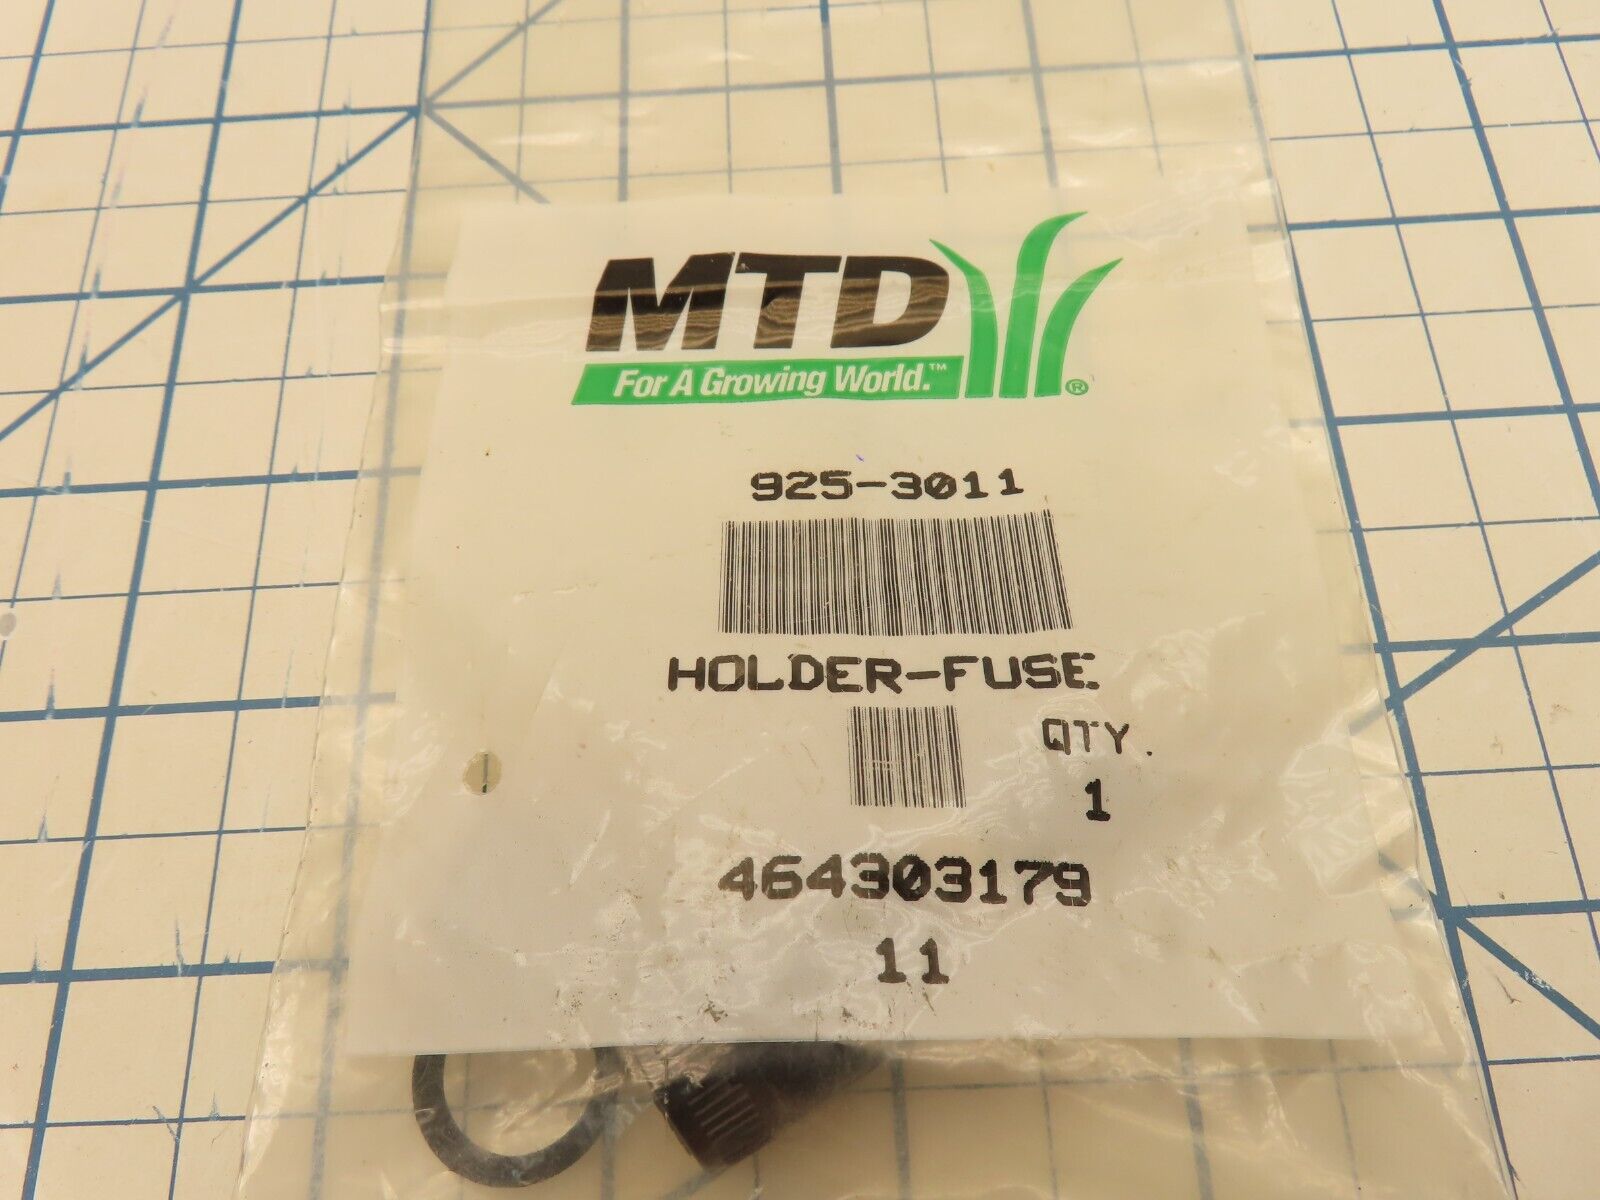 MTD
For A Growing World.™
®
925-3011
HOLDER-FUSE
QTY.
1
464303179
11